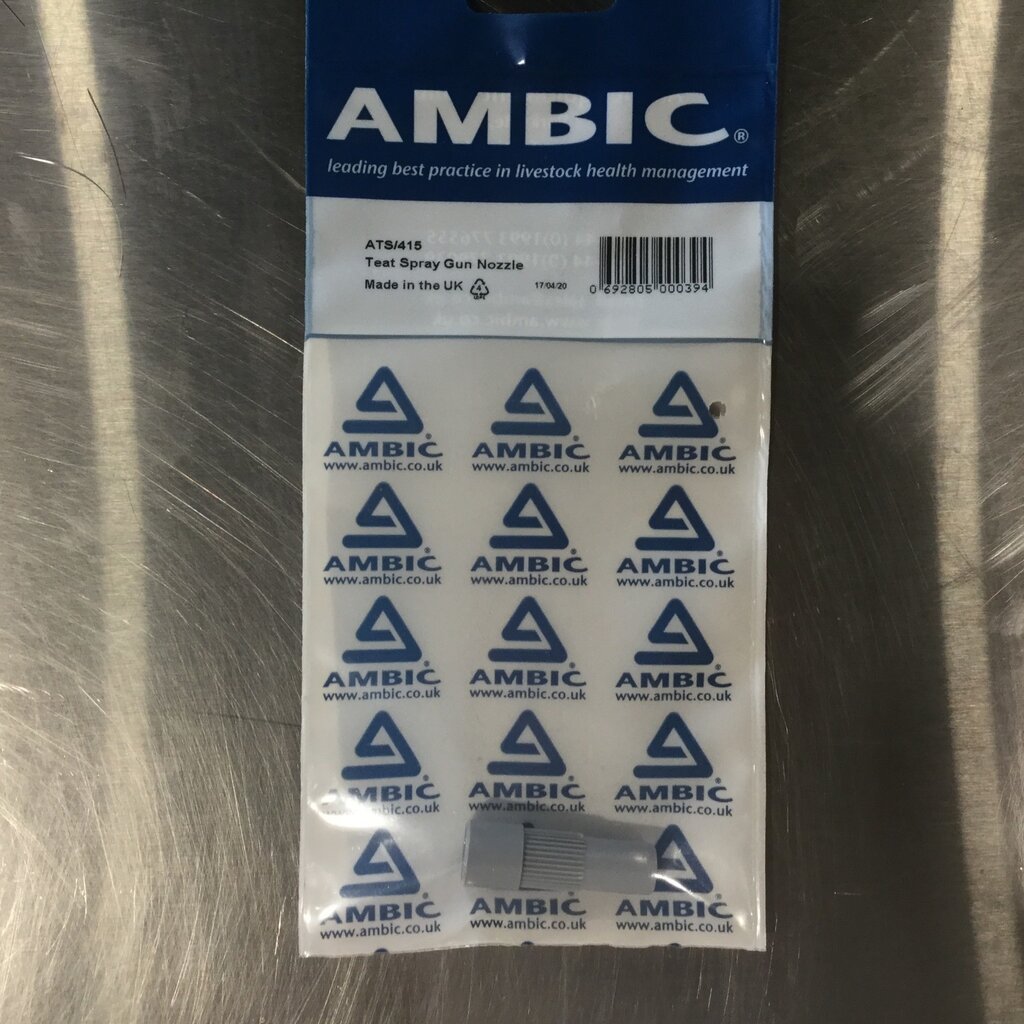 AMBIC®
leading best practice in livestock health management
ATS/415
Teat Spray Gun Nozzle
Made in the UK 4
17/04/20
0 692805 000394
AMBIC® AMBIC® AMBIC®
www.ambic.co.uk www.ambic.co.uk www.ambic.co.uk
AMBIC® AMBIC® AMBIC®
www.ambic.co.uk www.ambic.co.uk www.ambic.co.uk
AMBIC® AMBIC® AMBIC®
www.ambic.co.uk www.ambic.co.uk www.ambic.co.uk
AMBIC® AMBIC® AMBIC®
www.ambic.co.uk www.ambic.co.uk www.ambic.co.uk
AMBIC® AMBIC® AMBIC®
www.ambic.co.uk www.ambic.co.uk www.ambic.co.uk